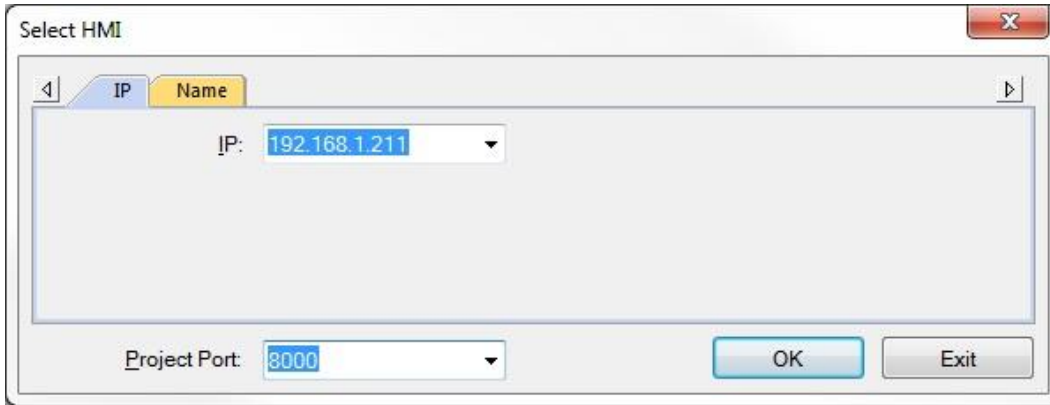 Select HMI
IP Name
IP: 192.168.1.211
Project Port: 8000 OK Exit